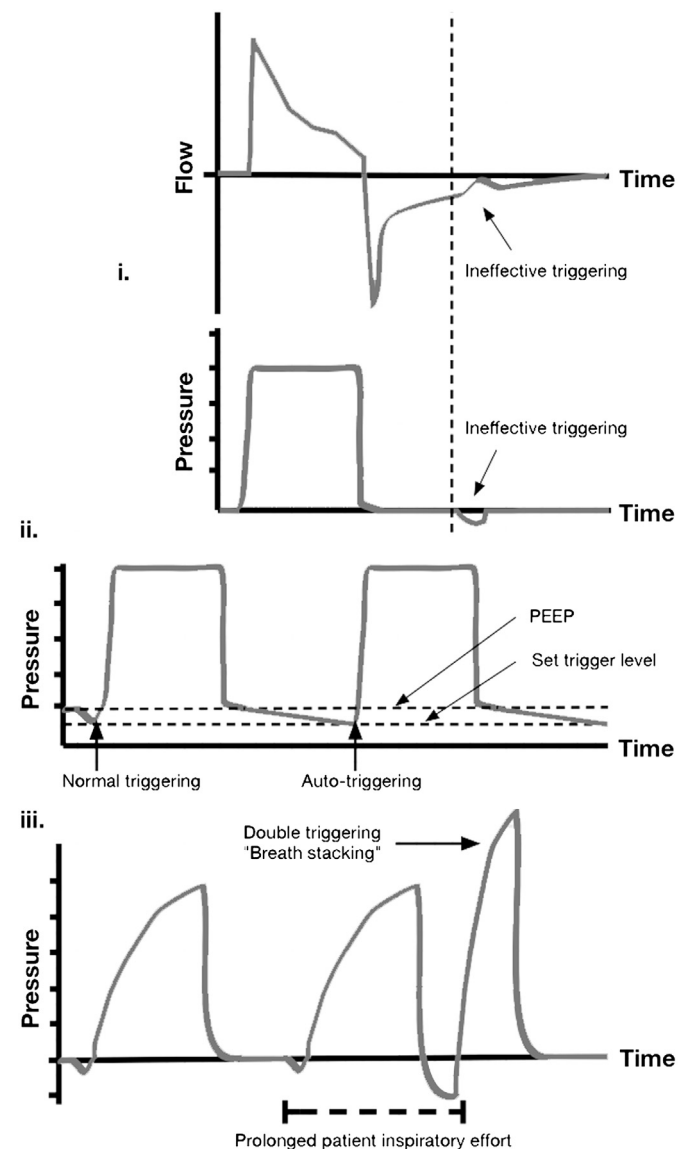 i.
Flow
Time
Ineffective triggering
Pressure
Ineffective triggering
Time
ii.
Pressure
PEEP
Set trigger level
Time
Normal triggering
Auto-triggering
iii.
Double triggering
"Breath stacking"
Pressure
Time
Prolonged patient inspiratory effort